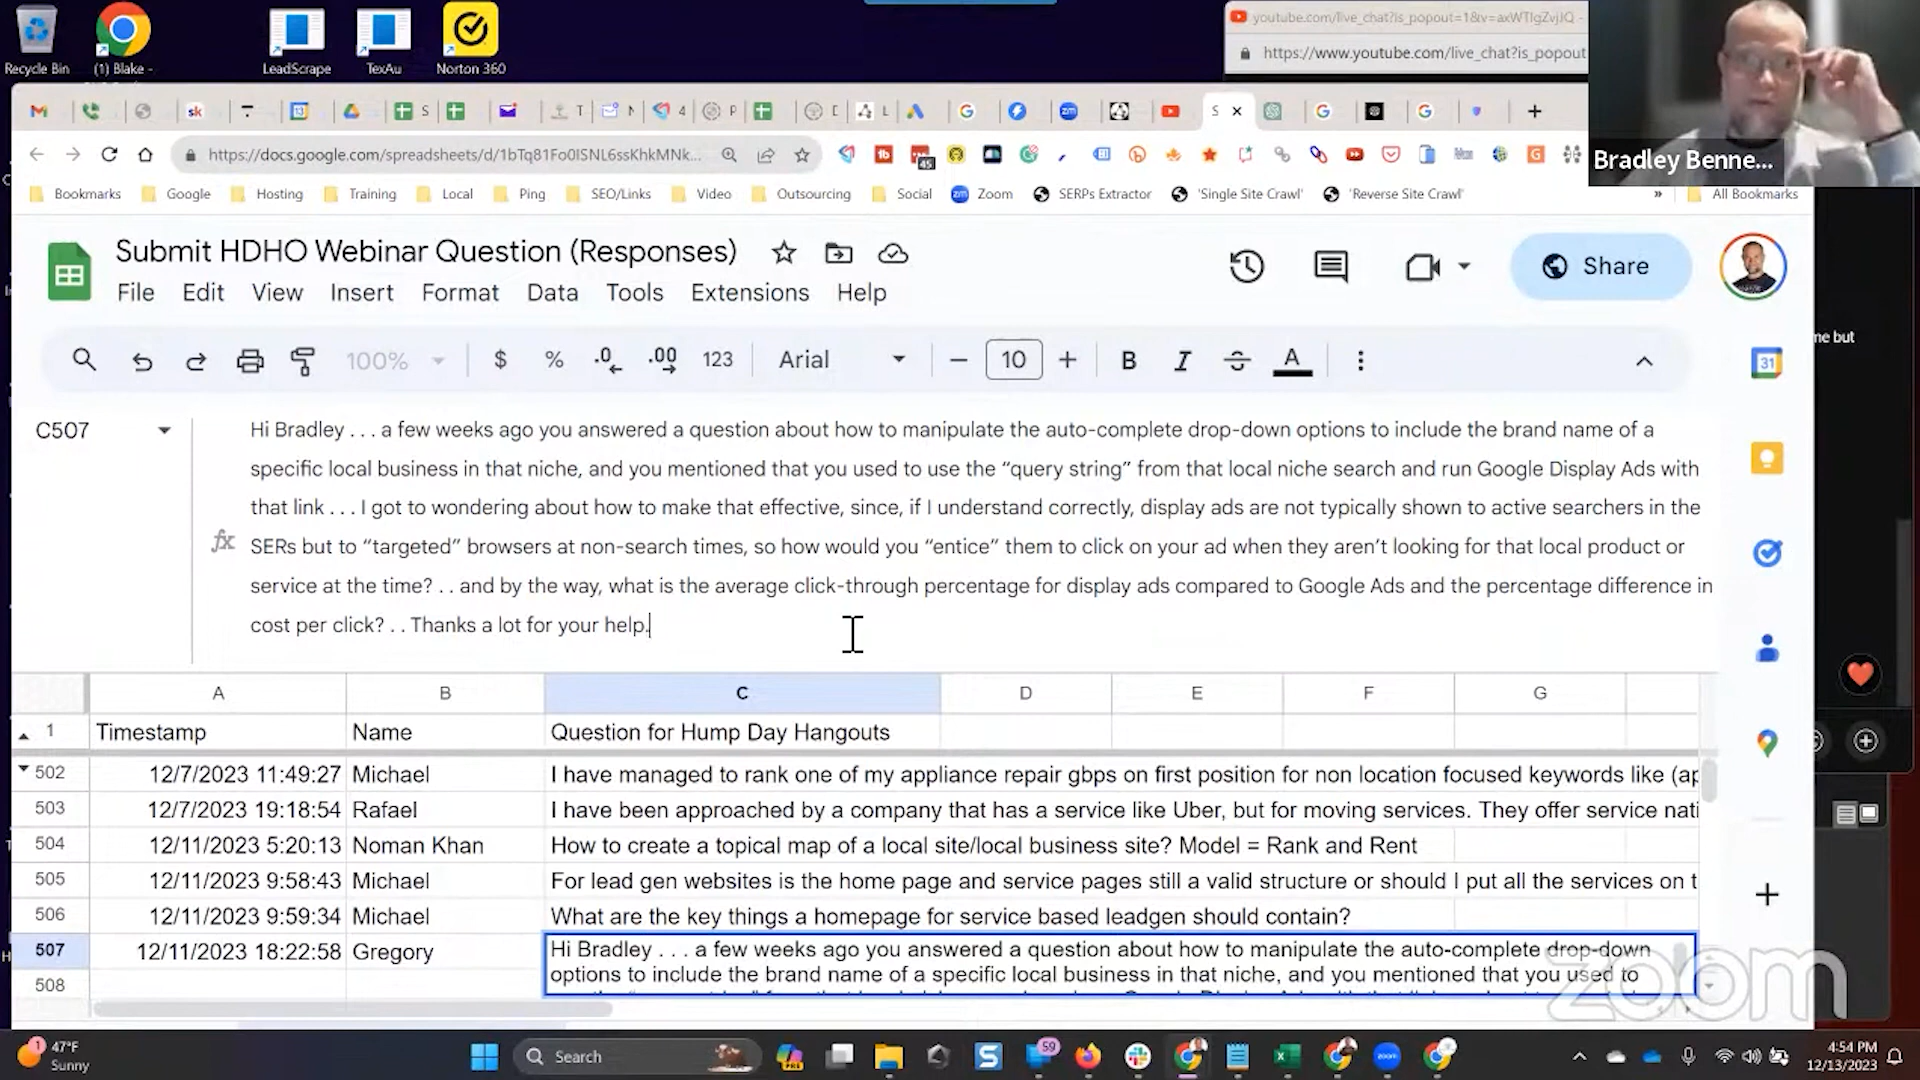 Recycle Bin
(1) Blake -
LeadScrape
TexAu
Norton 360
youtube.com/live_chat?is_popout=1&v=axWTIgZvjJQ -
https://www.youtube.com/live_chat?is_popout
Bradley Benne...
https://docs.google.com/spreadsheets/d/1bTq81Fo0ISNL6ssKhkMNk...
45
Bookmarks
Google
Hosting
Training
Local
Ping
SEO/Links
Video
Outsourcing
Social
Zoom
SERPs Extractor
'Single Site Crawl'
'Reverse Site Crawl'
»
All Bookmarks
Submit HDHO Webinar Question (Responses)
Share
File Edit View Insert Format Data Tools Extensions Help
100% $ % .0 .00 123 Arial − 10 + B I A
me but
31
C507
Hi Bradley . . . a few weeks ago you answered a question about how to manipulate the auto-complete drop-down options to include the brand name of a
specific local business in that niche, and you mentioned that you used to use the “query string” from that local niche search and run Google Display Ads with
that link . . . I got to wondering about how to make that effective, since, if I understand correctly, display ads are not typically shown to active searchers in the
fx
SERs but to “targeted” browsers at non-search times, so how would you “entice” them to click on your ad when they aren’t looking for that local product or
service at the time? . . and by the way, what is the average click-through percentage for display ads compared to Google Ads and the percentage difference in
cost per click? . . Thanks a lot for your help.
A B C D E F G
1 Timestamp Name Question for Hump Day Hangouts
502 12/7/2023 11:49:27 Michael I have managed to rank one of my appliance repair gbps on first position for non location focused keywords like (ap
503 12/7/2023 19:18:54 Rafael I have been approached by a company that has a service like Uber, but for moving services. They offer service nati
504 12/11/2023 5:20:13 Noman Khan How to create a topical map of a local site/local business site? Model = Rank and Rent
505 12/11/2023 9:58:43 Michael For lead gen websites is the home page and service pages still a valid structure or should I put all the services on t
506 12/11/2023 9:59:34 Michael What are the key things a homepage for service based leadgen should contain?
507 12/11/2023 18:22:58 Gregory Hi Bradley . . . a few weeks ago you answered a question about how to manipulate the auto-complete drop-down
options to include the brand name of a specific local business in that niche, and you mentioned that you used to
508
zoom
47°F
Sunny
Search
59
4:54 PM
12/13/2023